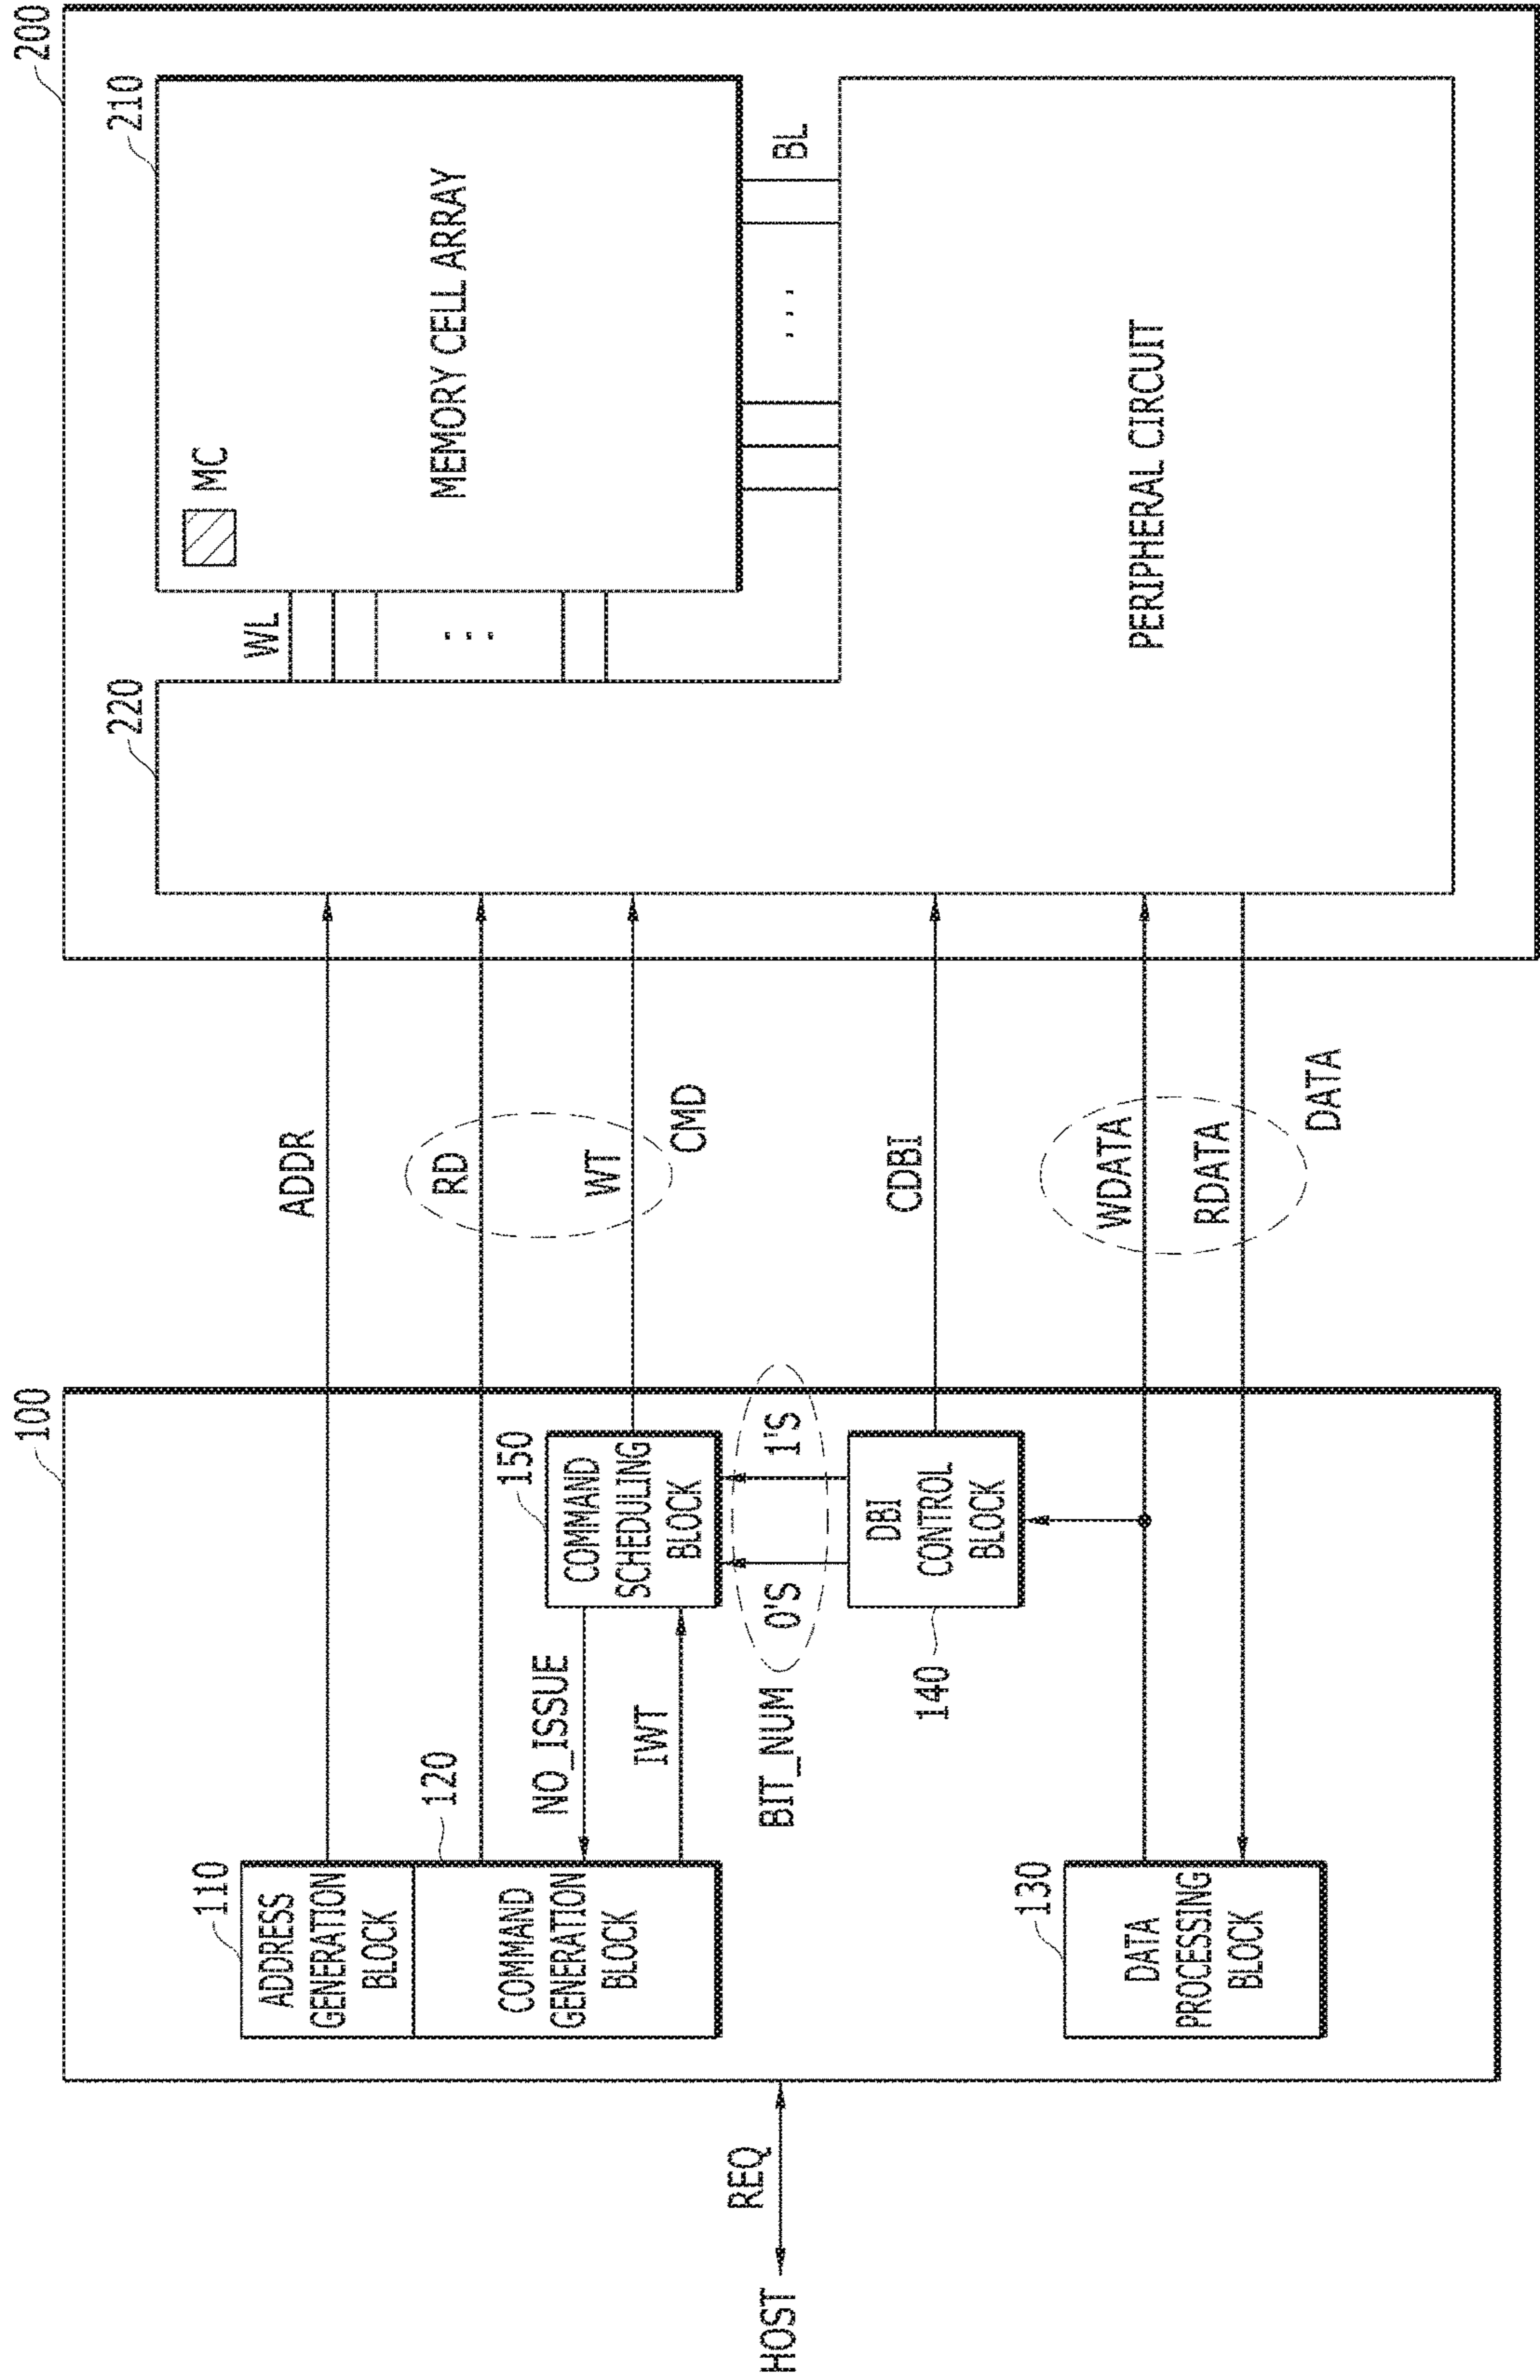 100
200
110
ADDRESS
GENERATION
BLOCK
120
COMMAND
GENERATION
BLOCK
NO_ISSUE
IWT
150
COMMAND
SCHEDULING
BLOCK
BIT_NUM
0'S
1'S
140
DBI
CONTROL
BLOCK
130
DATA
PROCESSING
BLOCK
HOST
REQ
ADDR
RD
WT
CMD
CDBI
WDATA
RDATA
DATA
220
WL
...
210
MC
MEMORY CELL ARRAY
...
BL
PERIPHERAL CIRCUIT